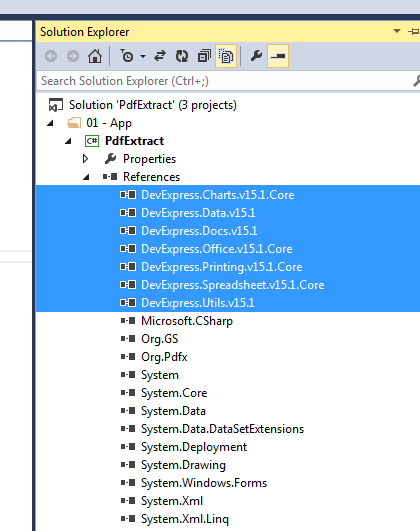 Solution Explorer
Search Solution Explorer (Ctrl+;)
Solution 'PdfExtract' (3 projects)
01 - App
C# PdfExtract
Properties
References
DevExpress.Charts.v15.1.Core
DevExpress.Data.v15.1
DevExpress.Docs.v15.1
DevExpress.Office.v15.1.Core
DevExpress.Printing.v15.1.Core
DevExpress.Spreadsheet.v15.1.Core
DevExpress.Utils.v15.1
Microsoft.CSharp
Org.GS
Org.Pdfx
System
System.Core
System.Data
System.Data.DataSetExtensions
System.Deployment
System.Drawing
System.Windows.Forms
System.Xml
System.Xml.Linq